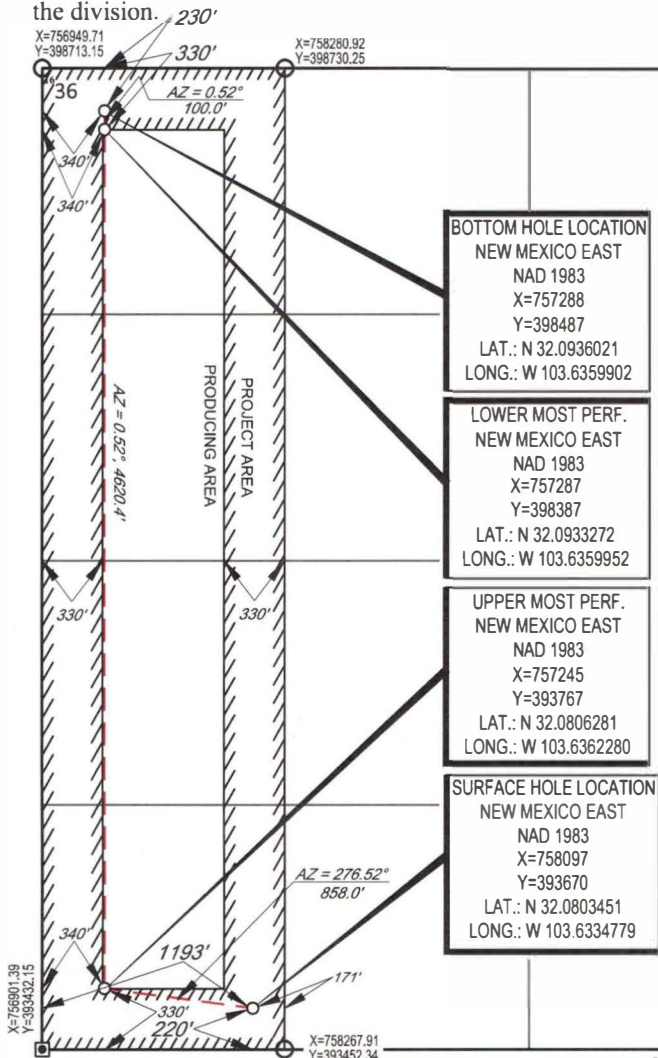 the division.
230'
X=756949.71
Y=398713.15
X=758280.92
Y=398730.25
330'
36
AZ = 0.52°
100.0'
340'
340'
BOTTOM HOLE LOCATION
NEW MEXICO EAST
NAD 1983
X=757288
Y=398487
LAT.: N 32.0936021
LONG.: W 103.6359902
LOWER MOST PERF.
NEW MEXICO EAST
NAD 1983
X=757287
Y=398387
LAT.: N 32.0933272
LONG.: W 103.6359952
AZ = 0.52°, 4620.4'
PRODUCING AREA
PROJECT AREA
330'
330'
UPPER MOST PERF.
NEW MEXICO EAST
NAD 1983
X=757245
Y=393767
LAT.: N 32.0806281
LONG.: W 103.6362280
SURFACE HOLE LOCATION
NEW MEXICO EAST
NAD 1983
X=758097
Y=393670
LAT.: N 32.0803451
LONG.: W 103.6334779
AZ = 276.52°
858.0'
340'
1193'
171'
330'
220'
X=756901.39
Y=393432.15
X=758267.91
Y=393452.34